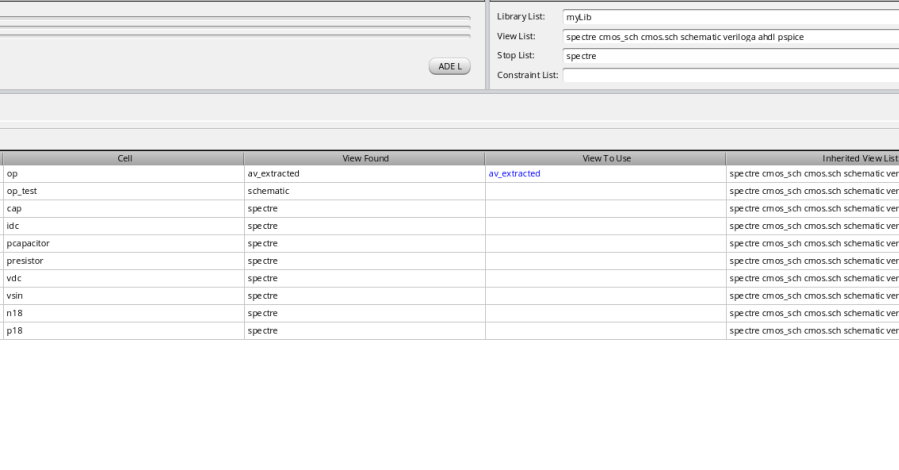 Library List: myLib
View List: spectre cmos_sch cmos.sch schematic veriloga ahdl pspice
ADE L
Stop List: spectre
Constraint List:
Cell View Found View To Use Inherited View List
op av_extracted av_extracted spectre cmos_sch cmos.sch schematic ver
op_test schematic spectre cmos_sch cmos.sch schematic ver
cap spectre spectre cmos_sch cmos.sch schematic ver
idc spectre spectre cmos_sch cmos.sch schematic ver
pcapacitor spectre spectre cmos_sch cmos.sch schematic ver
presistor spectre spectre cmos_sch cmos.sch schematic ver
vdc spectre spectre cmos_sch cmos.sch schematic ver
vsin spectre spectre cmos_sch cmos.sch schematic ver
n18 spectre spectre cmos_sch cmos.sch schematic ver
p18 spectre spectre cmos_sch cmos.sch schematic ver